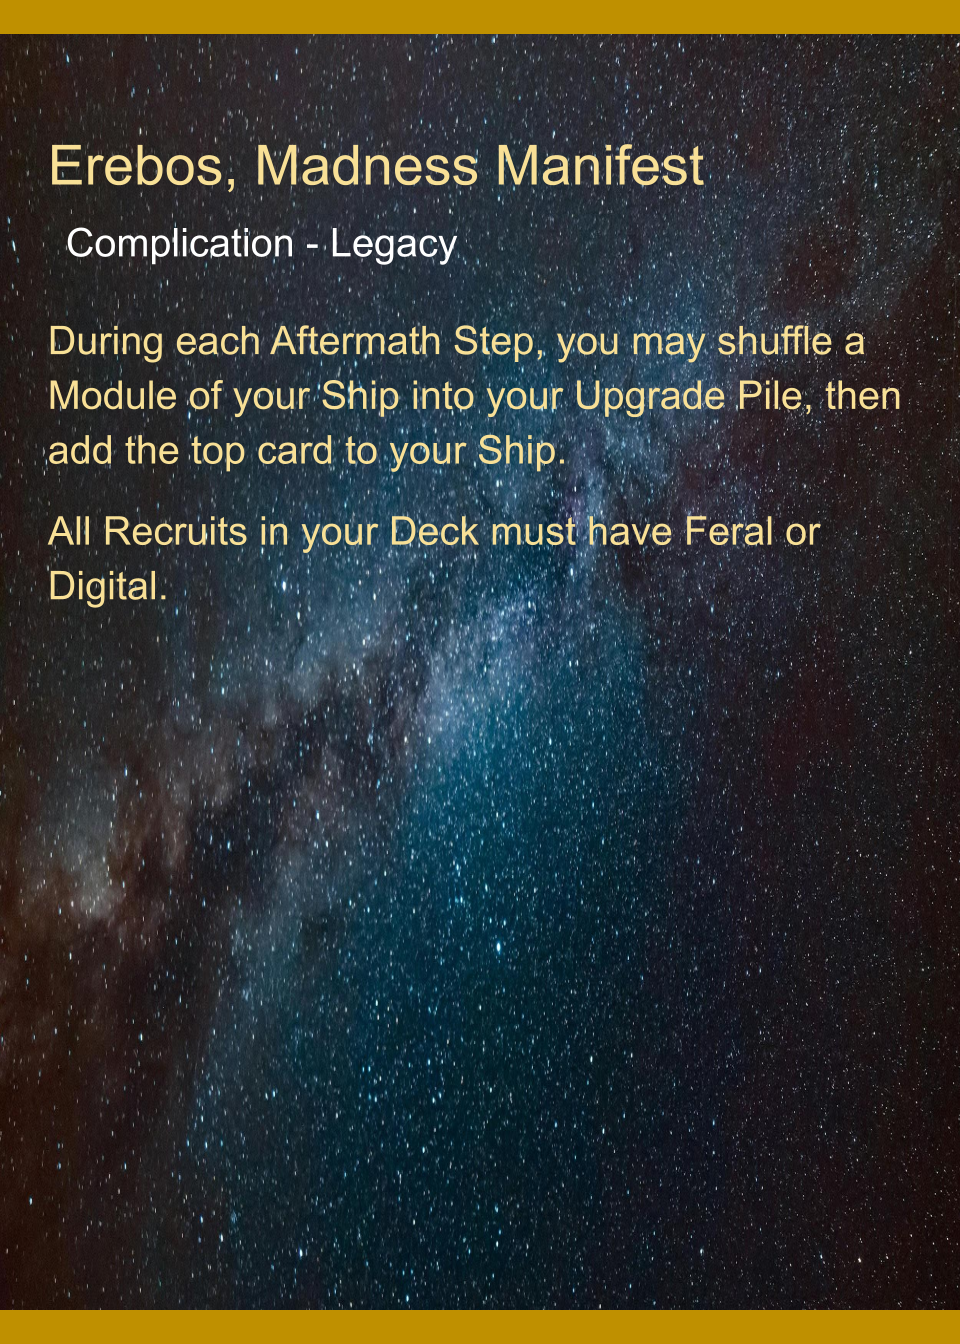 Erebos, Madness Manifest
Complication - Legacy
During each Aftermath Step, you may shuffle a
Module of your Ship into your Upgrade Pile, then
add the top card to your Ship.
All Recruits in your Deck must have Feral or
Digital.